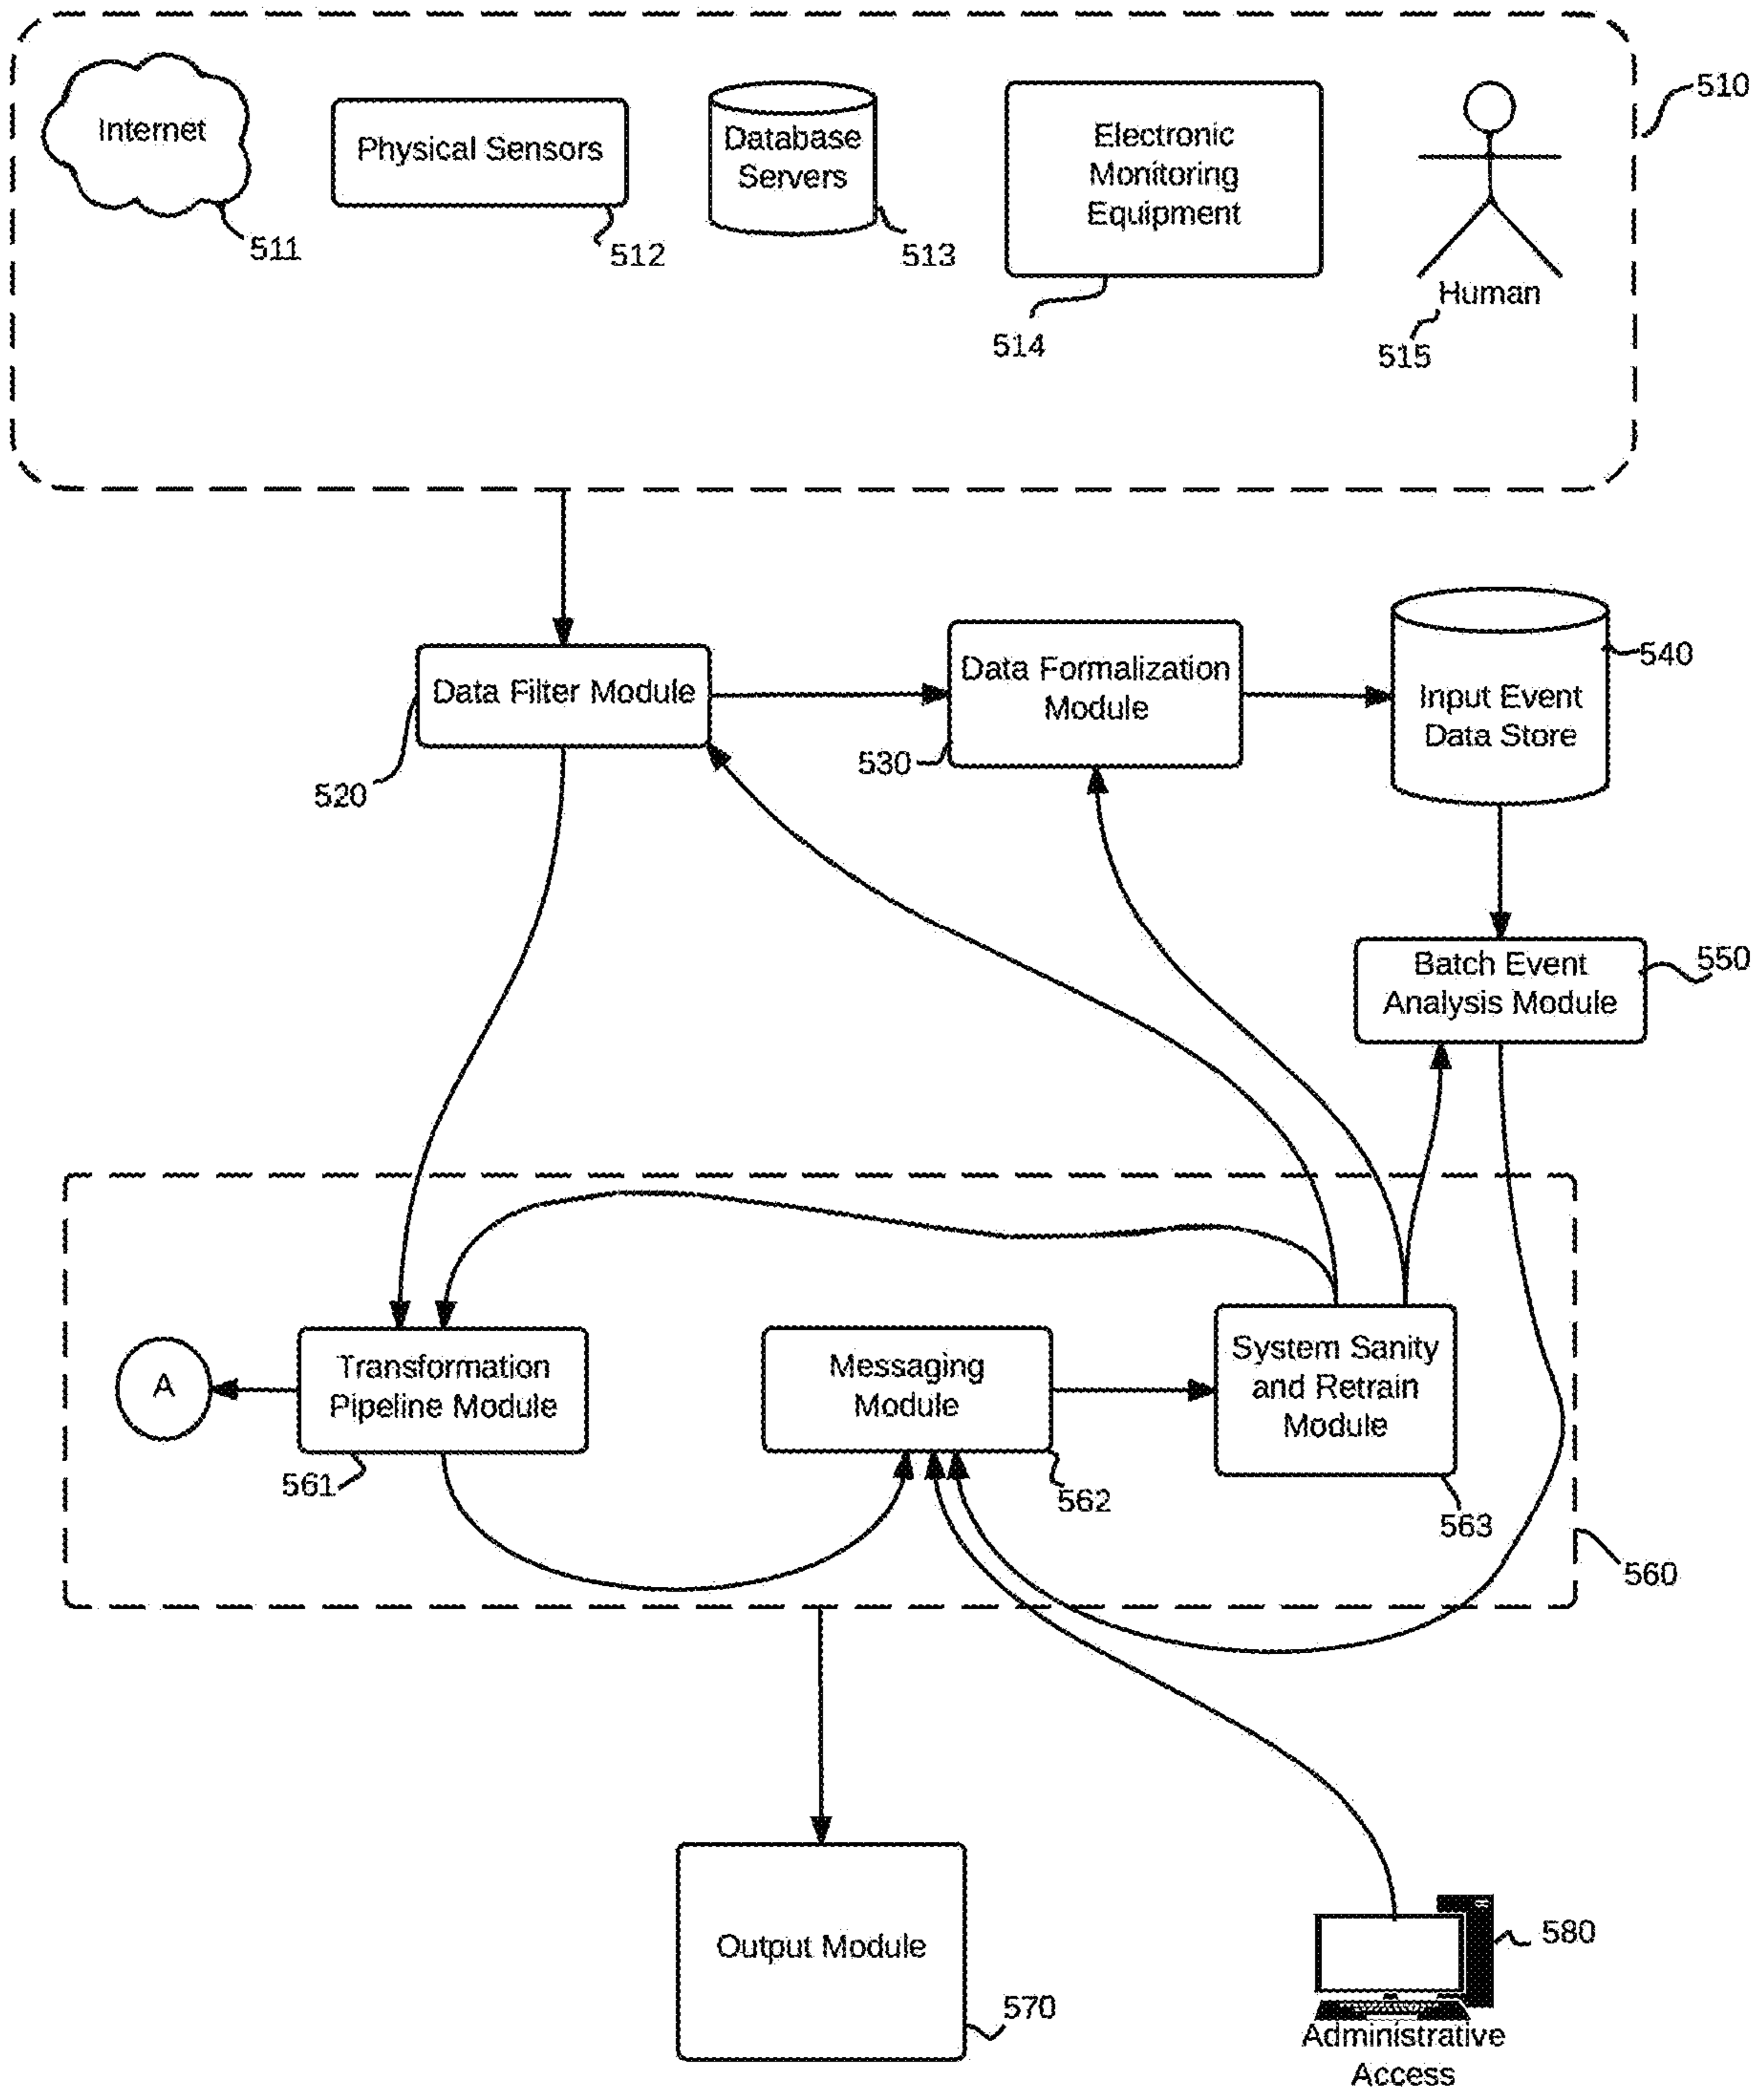 510
Internet
511
Physical Sensors
512
Database
Servers
513
Electronic
Monitoring
Equipment
514
Human
515
Data Filter Module
520
Data Formalization
Module
530
Input Event
Data Store
540
Batch Event
Analysis Module
550
A
Transformation
Pipeline Module
561
Messaging
Module
562
System Sanity
and Retrain
Module
563
560
Output Module
570
580
Administrative
Access